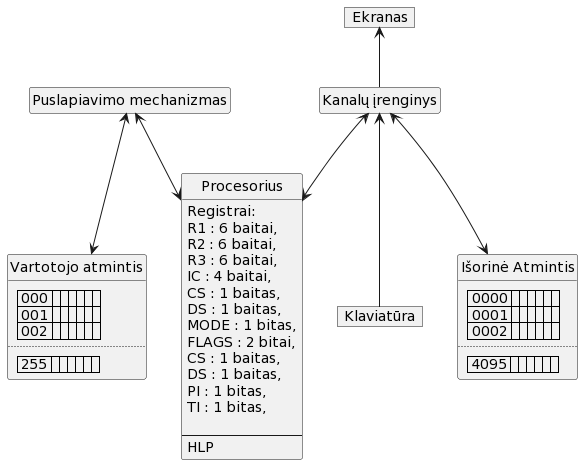 Ekranas
Puslapiavimo mechanizmas
Kanalų įrenginys
Procesorius
Registrai:
R1 : 6 baitai,
R2 : 6 baitai,
R3 : 6 baitai,
IC : 4 baitai,
CS : 1 baitas,
DS : 1 baitas,
MODE : 1 bitas,
FLAGS : 2 bitai,
CS : 1 baitas,
DS : 1 baitas,
PI : 1 bitas,
TI : 1 bitas,
HLP
Vartotojo atmintis
000
001
002
255
Klaviatūra
Išorinė Atmintis
0000
0001
0002
4095